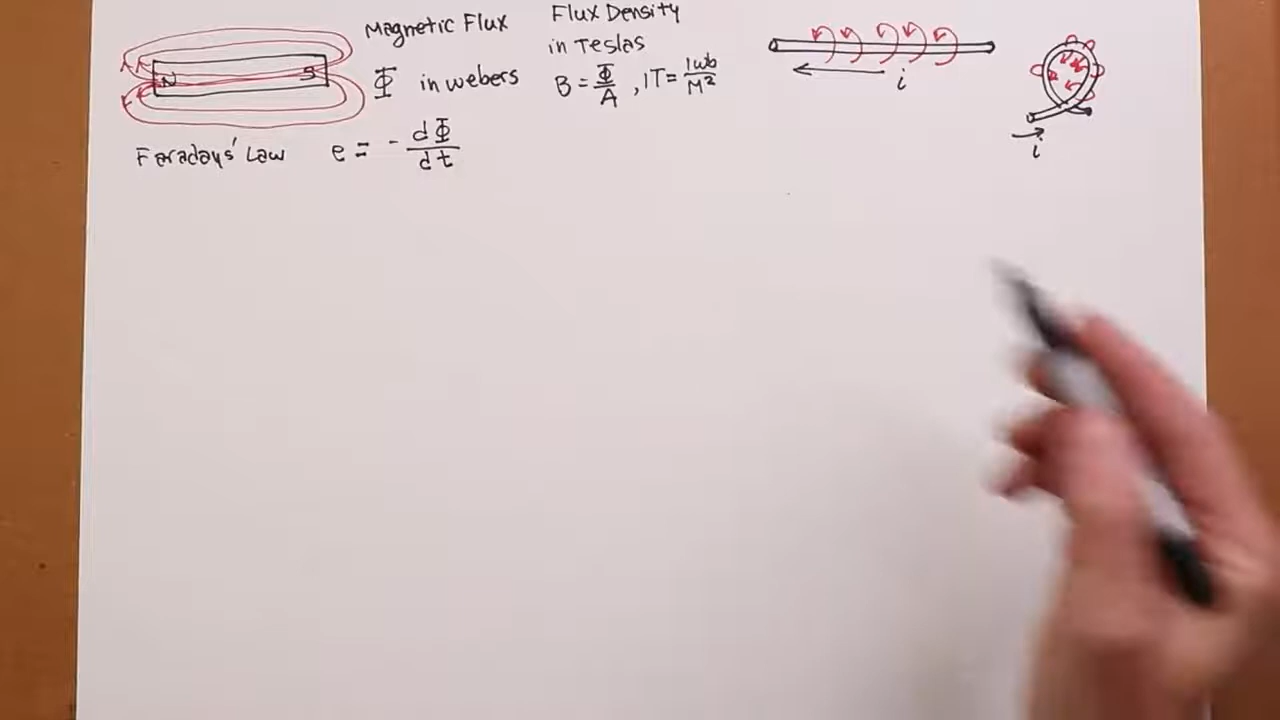 Magnetic Flux
Φ in webers
Flux Density
in Teslas
B = Φ/A , 1T = 1wb/M²
N S
i
i
Faradays' Law e = - dΦ/dt